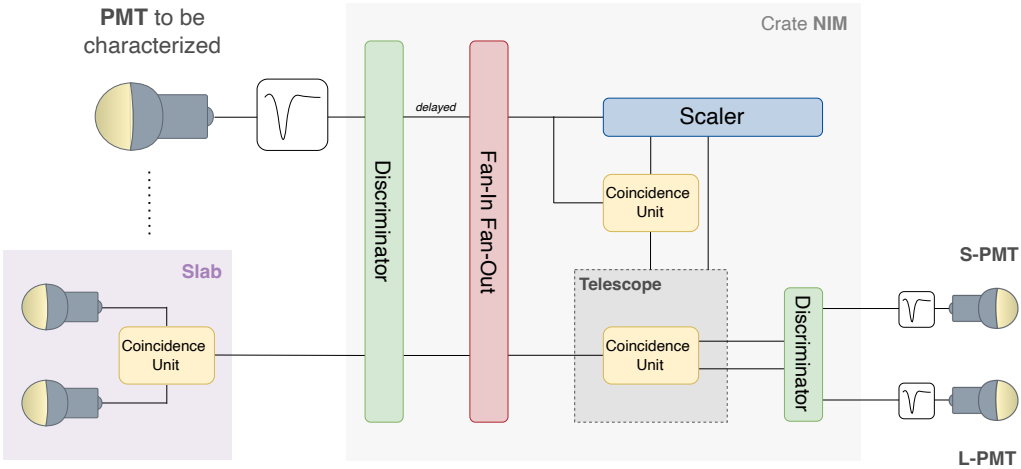 PMT to be
characterized
Crate NIM
delayed
Scaler
Discriminator
Fan-In Fan-Out
Coincidence
Unit
Slab
Telescope
S-PMT
Coincidence
Unit
Coincidence
Unit
Discriminator
L-PMT